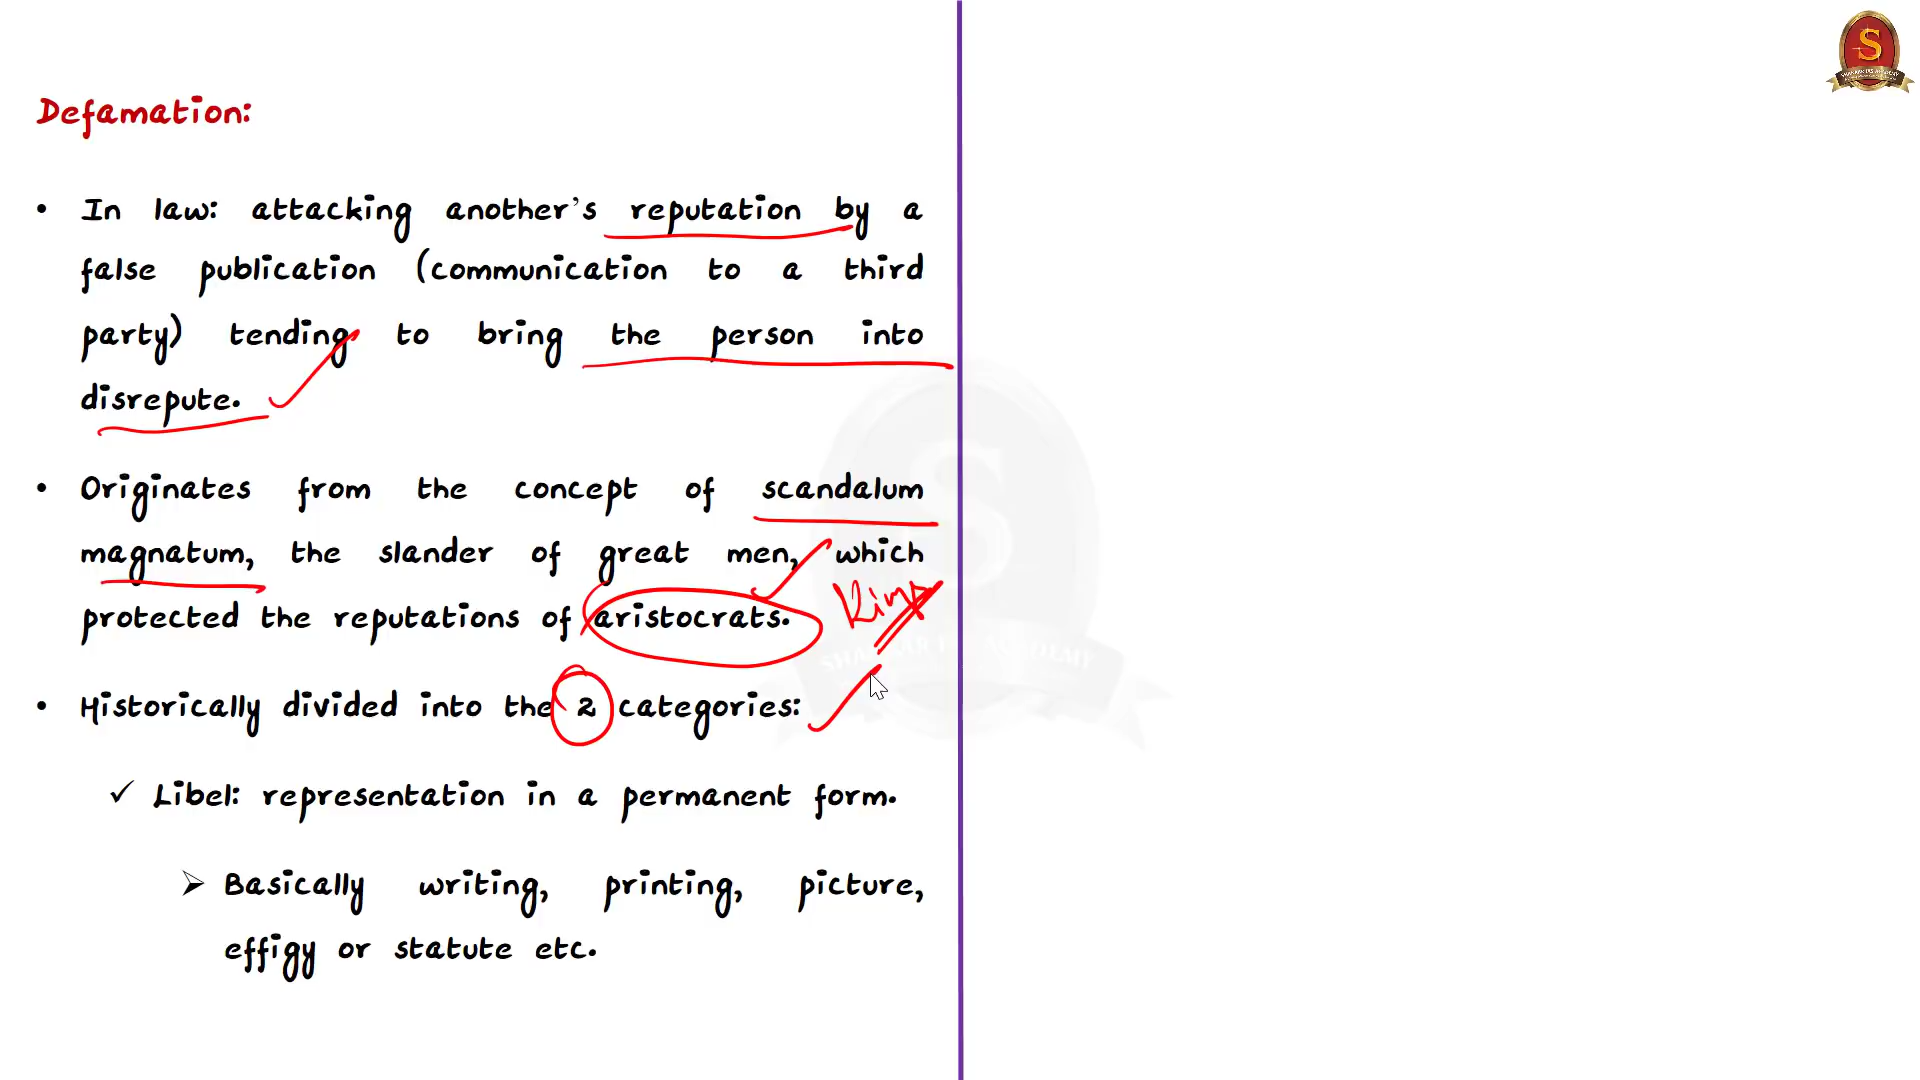 Defamation:
• In law: attacking another's reputation by a
false publication (communication to a third
party) tending to bring the person into
disrepute.
• Originates from the concept of scandalum
magnatum, the slander of great men, which
protected the reputations of aristocrats.
• Historically divided into the 2 categories:
✓ Libel: representation in a permanent form.
➢ Basically writing, printing, picture,
effigy or statute etc.
S
SHANKAR IAS ACADEMY